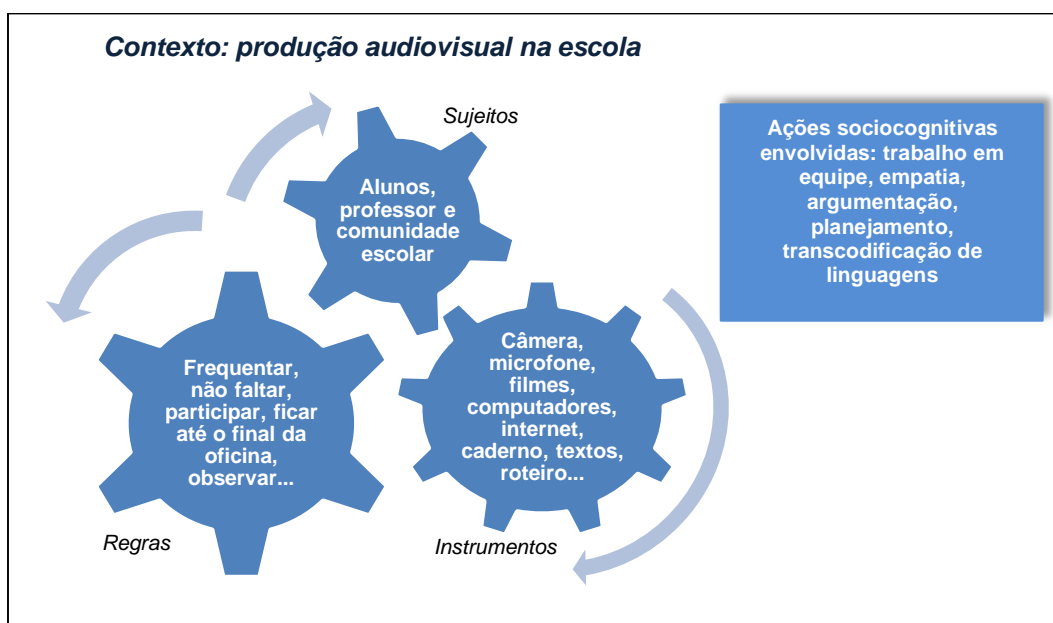 Contexto: produção audiovisual na escola
Sujeitos
Alunos,
professor e
comunidade
escolar
Ações sociocognitivas
envolvidas: trabalho em
equipe, empatia,
argumentação,
planejamento,
transcodificação de
linguagens
Frequentar,
não faltar,
participar, ficar
até o final da
oficina,
observar...
Regras
Câmera,
microfone,
filmes,
computadores,
internet,
caderno, textos,
roteiro...
Instrumentos